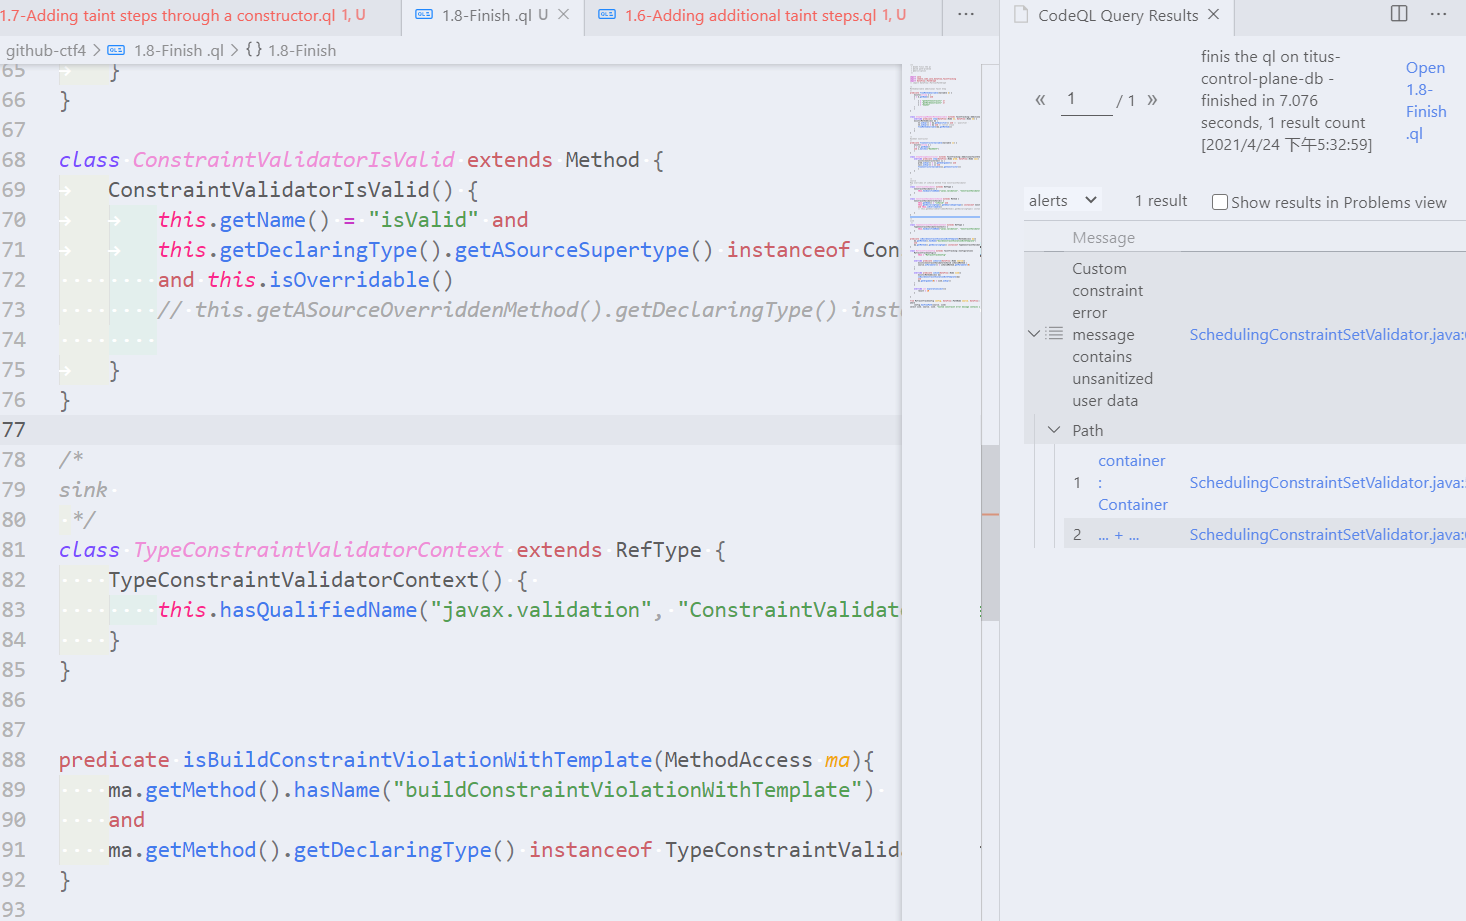 1.7-Adding taint steps through a constructor.ql 1, U
1.8-Finish .ql U
1.6-Adding additional taint steps.ql 1, U
github-ctf4 > 1.8-Finish .ql > {} 1.8-Finish
65 }
66 }
67
68 class ConstraintValidatorIsValid extends Method {
69 ConstraintValidatorIsValid() {
70 this.getName() = "isValid" and
71 this.getDeclaringType().getASourceSupertype() instanceof Con
72 and this.isOverridable()
73 // this.getASourceOverriddenMethod().getDeclaringType() inst
74
75 }
76 }
77
78 /*
79 sink
80 */
81 class TypeConstraintValidatorContext extends RefType {
82 TypeConstraintValidatorContext() {
83 this.hasQualifiedName("javax.validation", "ConstraintValidat
84 }
85 }
86
87
88 predicate isBuildConstraintViolationWithTemplate(MethodAccess ma){
89 ma.getMethod().hasName("buildConstraintViolationWithTemplate")
90 and
91 ma.getMethod().getDeclaringType() instanceof TypeConstraintValid
92 }
93
CodeQL Query Results
« 1 / 1 »
finis the ql on titus-
control-plane-db -
finished in 7.076
seconds, 1 result count
[2021/4/24 下午5:32:59]
Open
1.8-
Finish
.ql
alerts 1 result Show results in Problems view
Message
Custom
constraint
error
message
contains
unsanitized
user data
SchedulingConstraintSetValidator.java:
Path
1 container
:
Container
SchedulingConstraintSetValidator.java:
2 ... + ... SchedulingConstraintSetValidator.java: